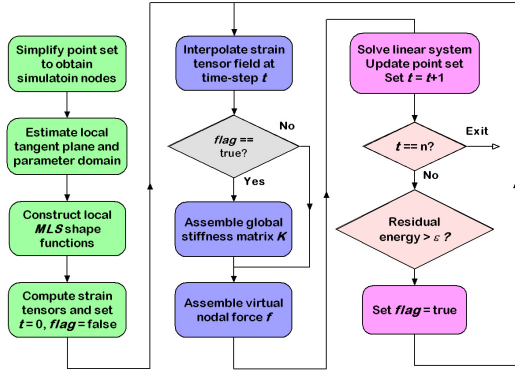 Simplify point set
to obtain
simulatoin nodes
Estimate local
tangent plane and
parameter domain
Construct local
MLS shape
functions
Compute strain
tensors and set
t = 0, flag = false
Interpolate strain
tensor field at
time-step t
flag ==
true?
No
Yes
Assemble global
stiffness matrix K
Assemble virtual
nodal force f
Solve linear system
Update point set
Set t = t+1
t == n?
Exit
No
Residual
energy > ε ?
Set flag = true